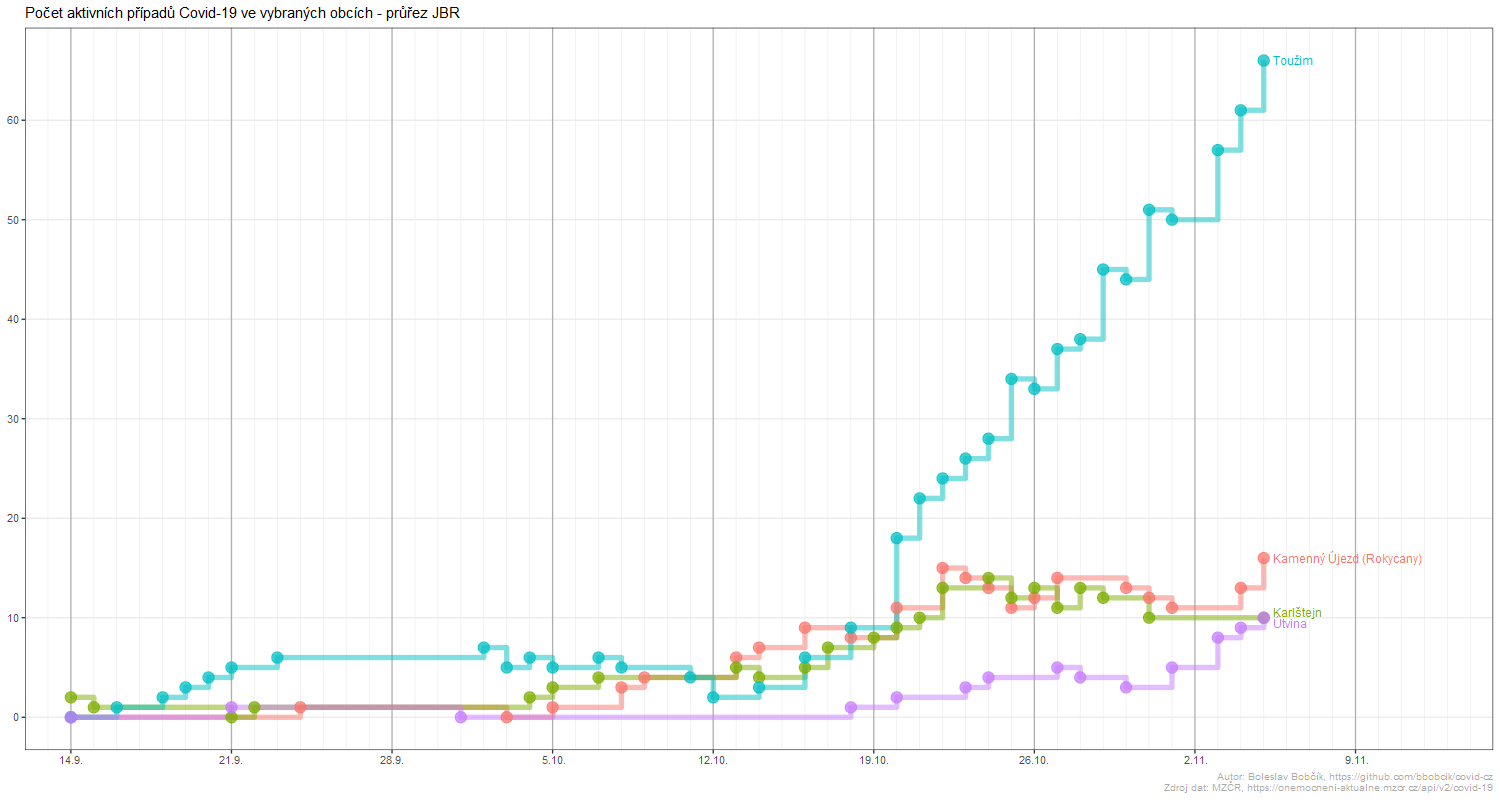 Počet aktivních případů Covid-19 ve vybraných obcích - průřez JBR
Toužim
60
50
40
30
20
Kamenný Újezd (Rokycany)
Karlštejn
10
Útvina
0
14.9. 21.9. 28.9. 5.10. 12.10. 19.10. 26.10. 2.11. 9.11.
Autor: Boleslav Bobčík, https://github.com/bbobcik/covid-cz
Zdroj dat: MZČR, https://onemocneni-aktualne.mzcr.cz/api/v2/covid-19